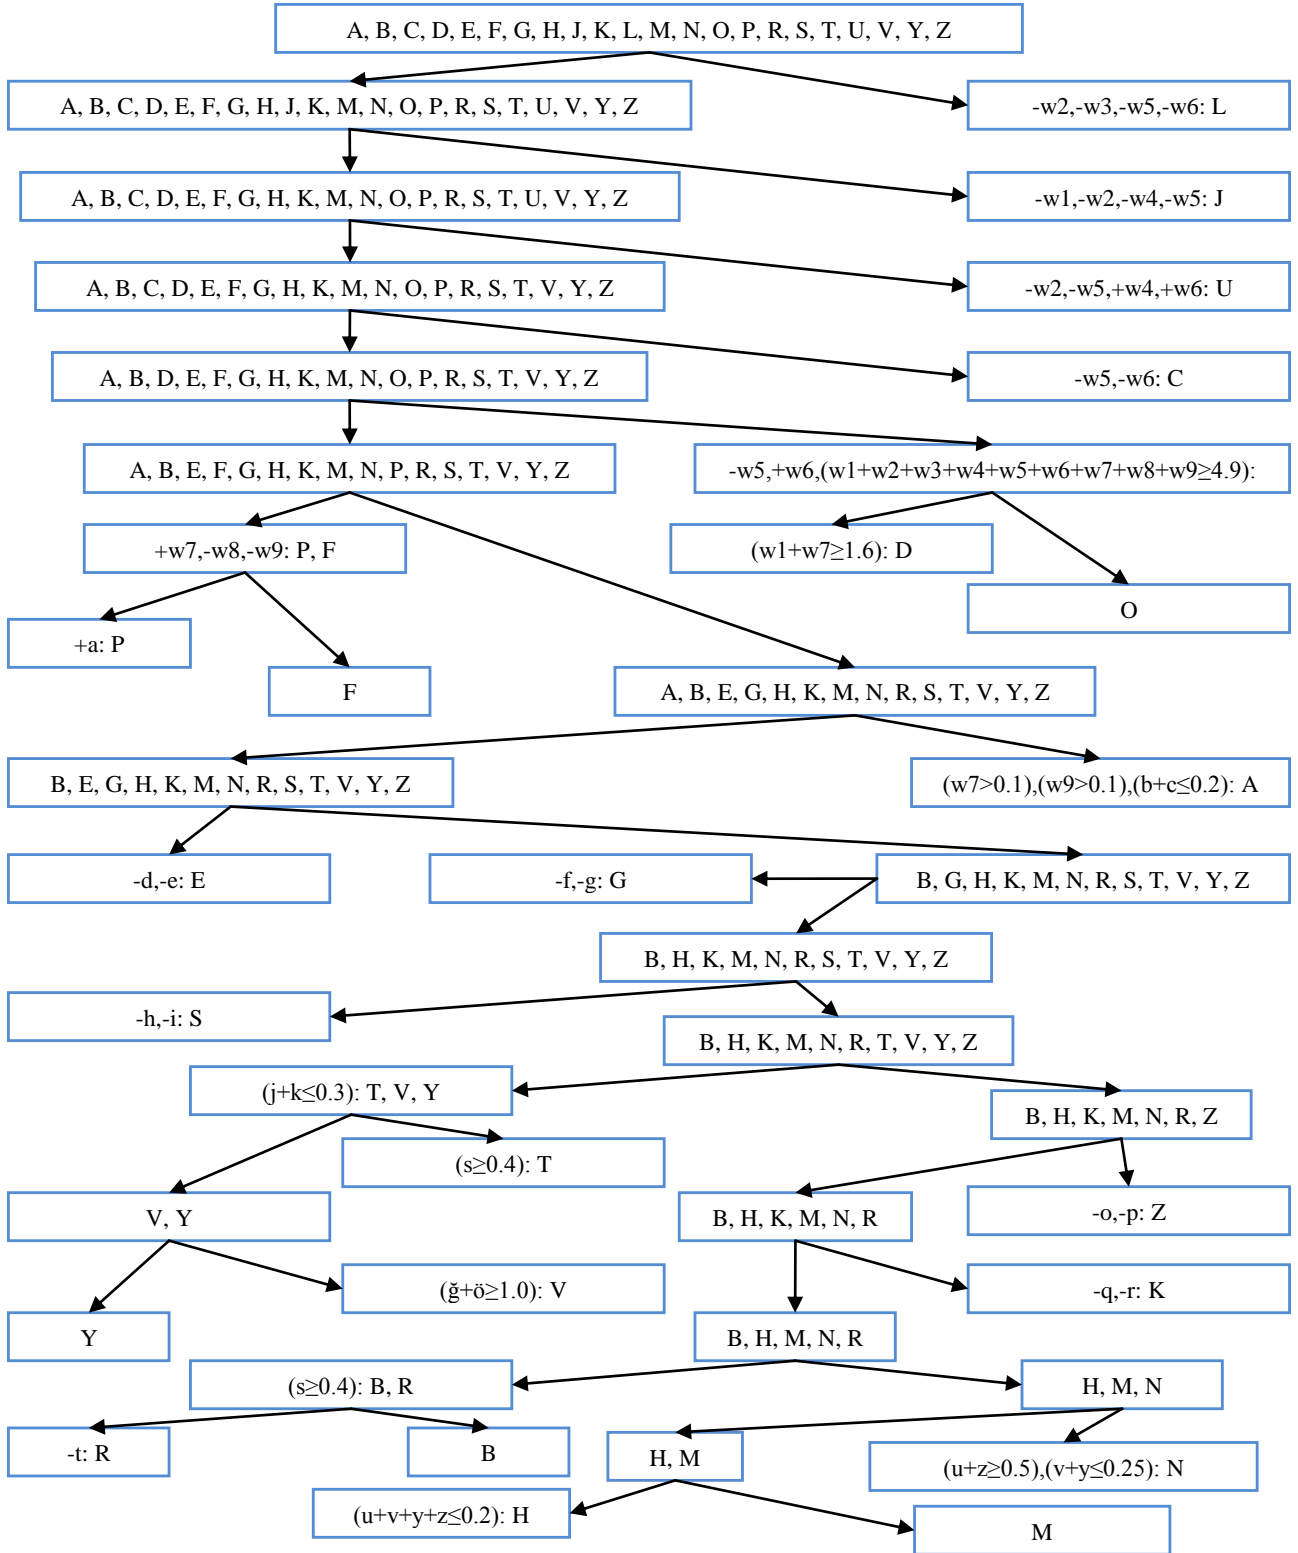 A, B, C, D, E, F, G, H, J, K, L, M, N, O, P, R, S, T, U, V, Y, Z
A, B, C, D, E, F, G, H, J, K, M, N, O, P, R, S, T, U, V, Y, Z
-w2,-w3,-w5,-w6: L
A, B, C, D, E, F, G, H, K, M, N, O, P, R, S, T, U, V, Y, Z
-w1,-w2,-w4,-w5: J
A, B, C, D, E, F, G, H, K, M, N, O, P, R, S, T, V, Y, Z
-w2,-w5,+w4,+w6: U
A, B, D, E, F, G, H, K, M, N, O, P, R, S, T, V, Y, Z
-w5,-w6: C
A, B, E, F, G, H, K, M, N, P, R, S, T, V, Y, Z
-w5,+w6,(w1+w2+w3+w4+w5+w6+w7+w8+w9≥4.9):
+w7,-w8,-w9: P, F
(w1+w7≥1.6): D
O
+a: P
F
A, B, E, G, H, K, M, N, R, S, T, V, Y, Z
B, E, G, H, K, M, N, R, S, T, V, Y, Z
(w7>0.1),(w9>0.1),(b+c≤0.2): A
-d,-e: E
-f,-g: G
B, G, H, K, M, N, R, S, T, V, Y, Z
B, H, K, M, N, R, S, T, V, Y, Z
-h,-i: S
B, H, K, M, N, R, T, V, Y, Z
(j+k≤0.3): T, V, Y
B, H, K, M, N, R, Z
(s≥0.4): T
V, Y
B, H, K, M, N, R
-o,-p: Z
(ğ+ö≥1.0): V
-q,-r: K
Y
B, H, M, N, R
(s≥0.4): B, R
H, M, N
-t: R
B
H, M
(u+z≥0.5),(v+y≤0.25): N
(u+v+y+z≤0.2): H
M